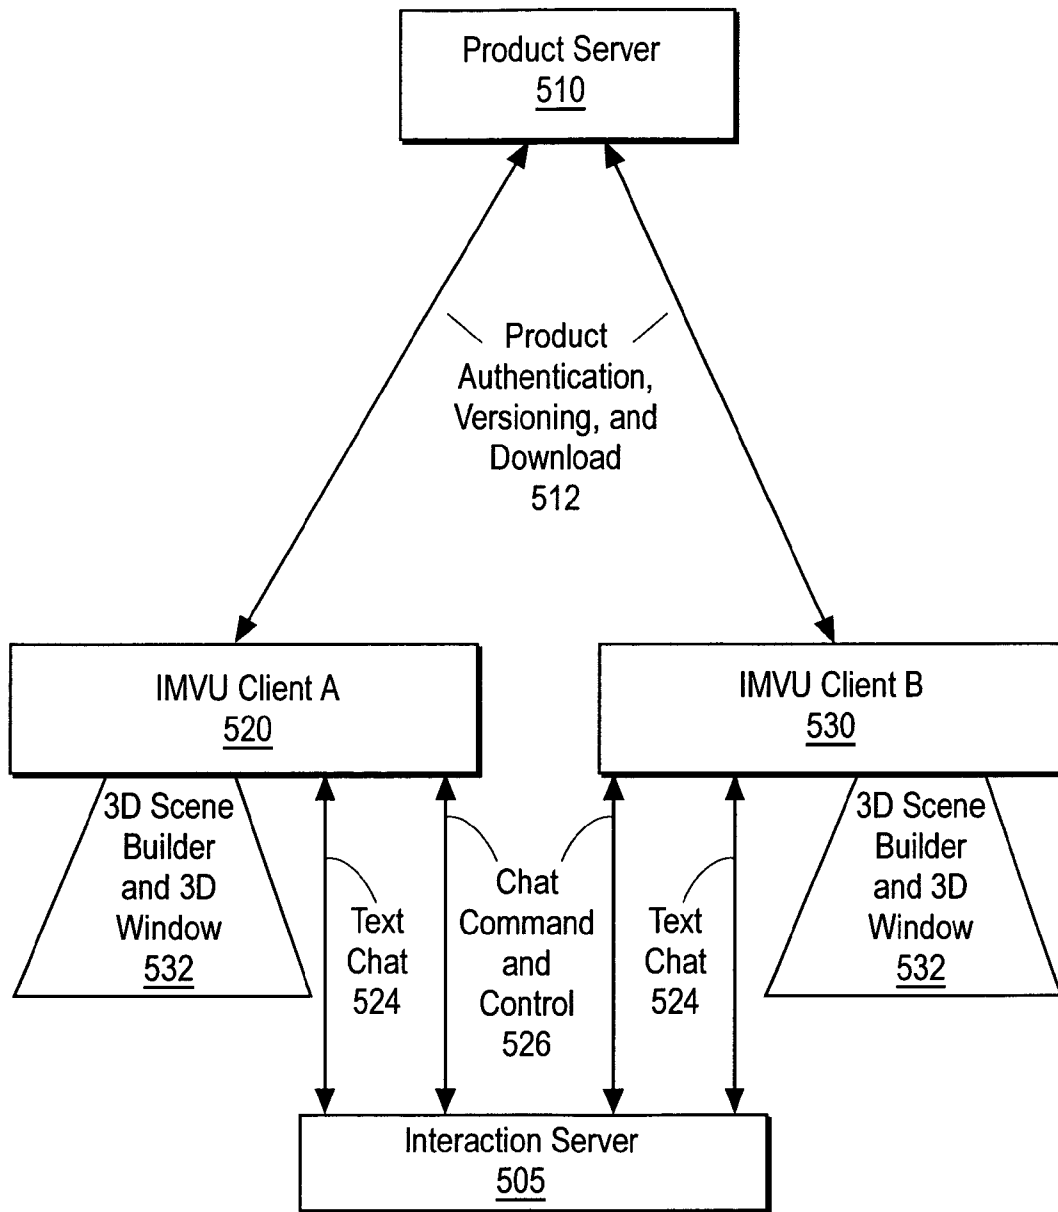 Product Server
510
Product
Authentication,
Versioning, and
Download
512
IMVU Client A
520
IMVU Client B
530
3D Scene
Builder
and 3D
Window
532
Text
Chat
524
Chat
Command
and
Control
526
Text
Chat
524
3D Scene
Builder
and 3D
Window
532
Interaction Server
505